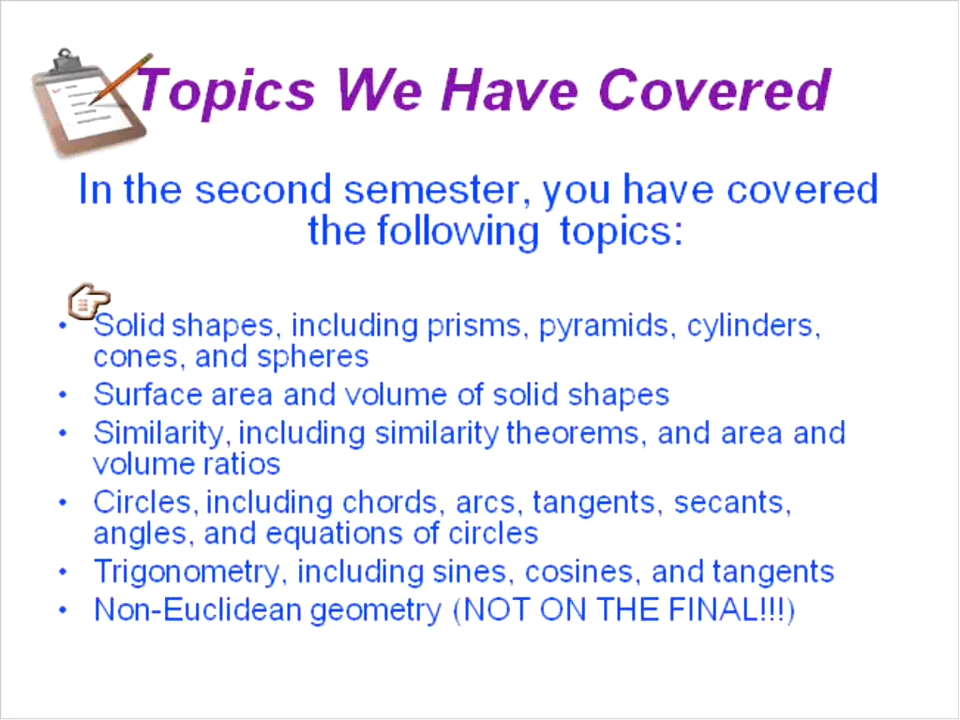 Topics We Have Covered
In the second semester, you have covered
the following topics:
• Solid shapes, including prisms, pyramids, cylinders,
cones, and spheres
• Surface area and volume of solid shapes
• Similarity, including similarity theorems, and area and
volume ratios
• Circles, including chords, arcs, tangents, secants,
angles, and equations of circles
• Trigonometry, including sines, cosines, and tangents
• Non-Euclidean geometry (NOT ON THE FINAL!!!)